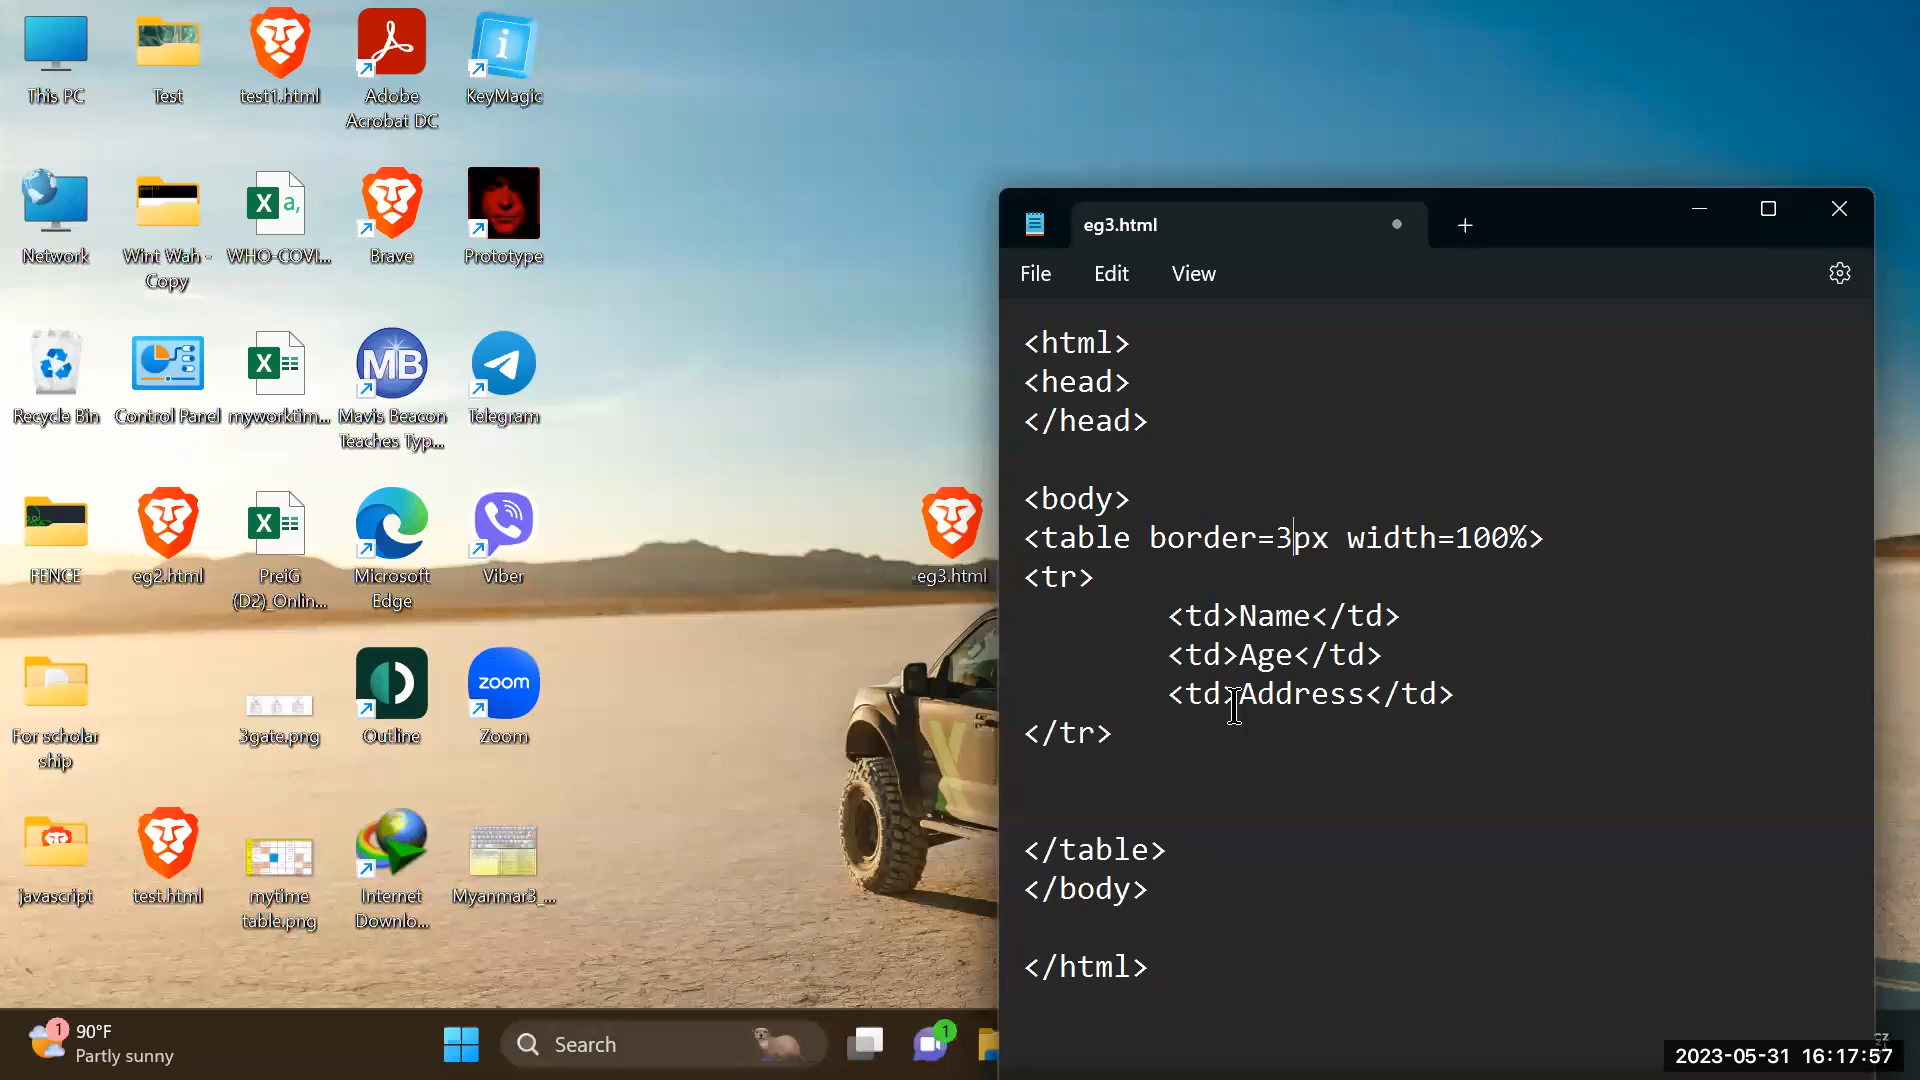 This PC
Test
test1.html
Adobe
Acrobat DC
KeyMagic
Network
Wint Wah -
Copy
WHO-COVI...
X a,
Brave
Prototype
Recycle Bin
Control Panel
X
myworktim...
MB
Mavis Beacon
Teaches Typ...
Telegram
FENCE
eg2.html
X
PreiG
(D2)_Onlin...
Microsoft
Edge
Viber
eg3.html
For scholar
ship
3gate.png
Outline
zoom
Zoom
javascript
test.html
mytime
table.png
Internet
Downlo...
Myanmar3_...
eg3.html
File Edit View
<html>
<head>
</head>
<body>
<table border=3px width=100%>
<tr>
<td>Name</td>
<td>Age</td>
<td>Address</td>
</tr>
</table>
</body>
</html>
1
90°F
Partly sunny
Search
1
2023-05-31 16:17:57